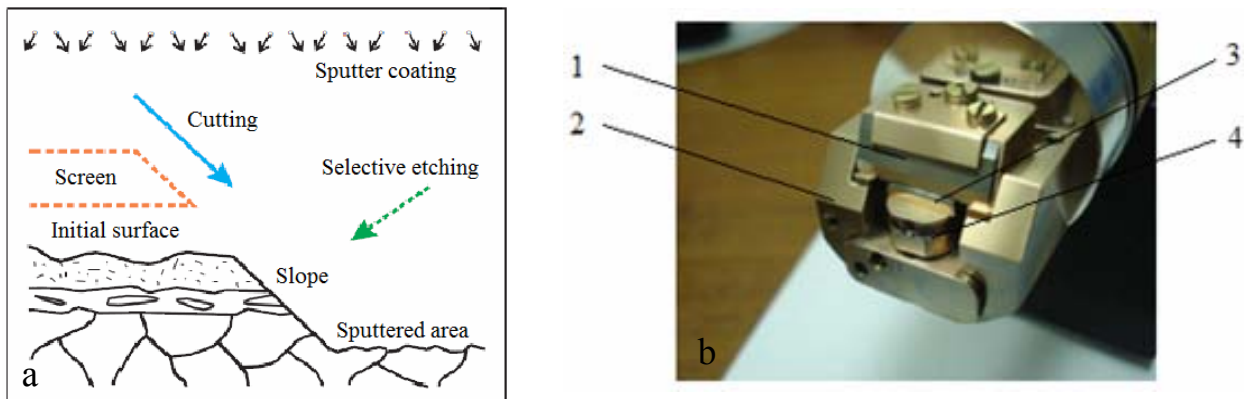 Sputter coating
Cutting
Selective etching
Screen
Initial surface
Slope
Sputtered area
a
1
2
3
4
b